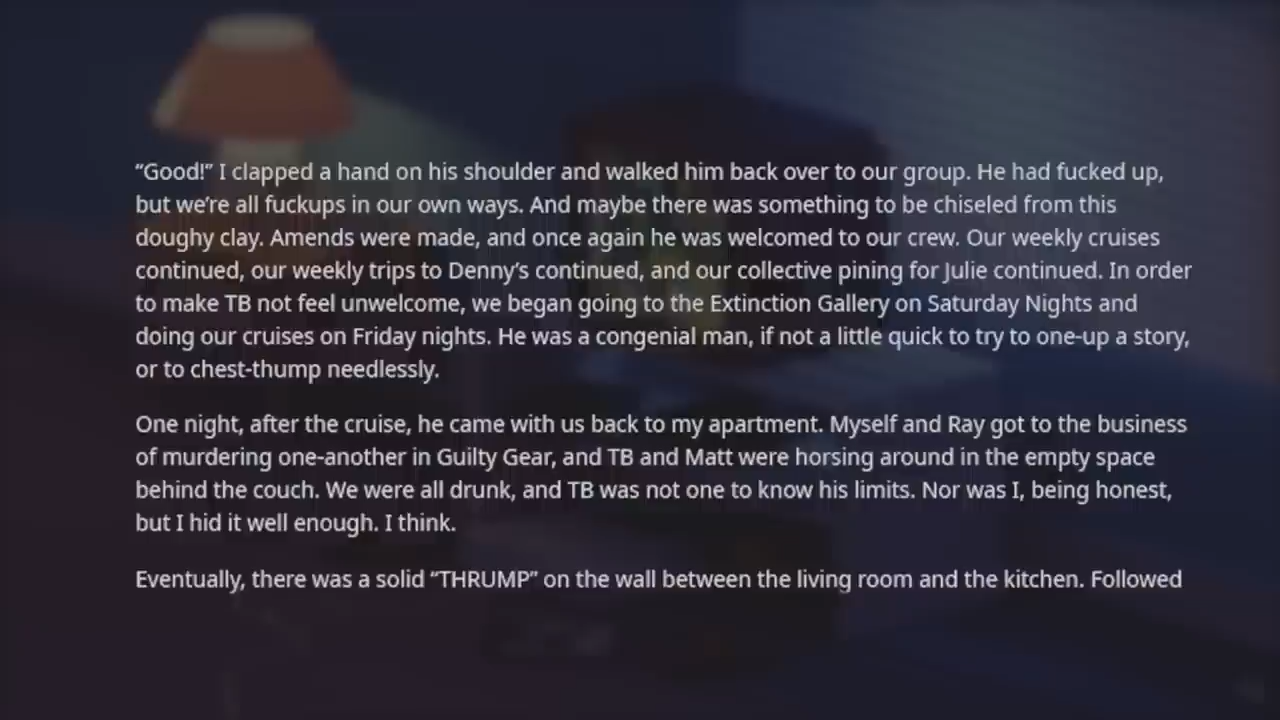 “Good!” I clapped a hand on his shoulder and walked him back over to our group. He had fucked up,
but we’re all fuckups in our own ways. And maybe there was something to be chiseled from this
doughy clay. Amends were made, and once again he was welcomed to our crew. Our weekly cruises
continued, our weekly trips to Denny’s continued, and our collective pining for Julie continued. In order
to make TB not feel unwelcome, we began going to the Extinction Gallery on Saturday Nights and
doing our cruises on Friday nights. He was a congenial man, if not a little quick to try to one-up a story,
or to chest-thump needlessly.
One night, after the cruise, he came with us back to my apartment. Myself and Ray got to the business
of murdering one-another in Guilty Gear, and TB and Matt were horsing around in the empty space
behind the couch. We were all drunk, and TB was not one to know his limits. Nor was I, being honest,
but I hid it well enough. I think.
Eventually, there was a solid “THRUMP” on the wall between the living room and the kitchen. Followed